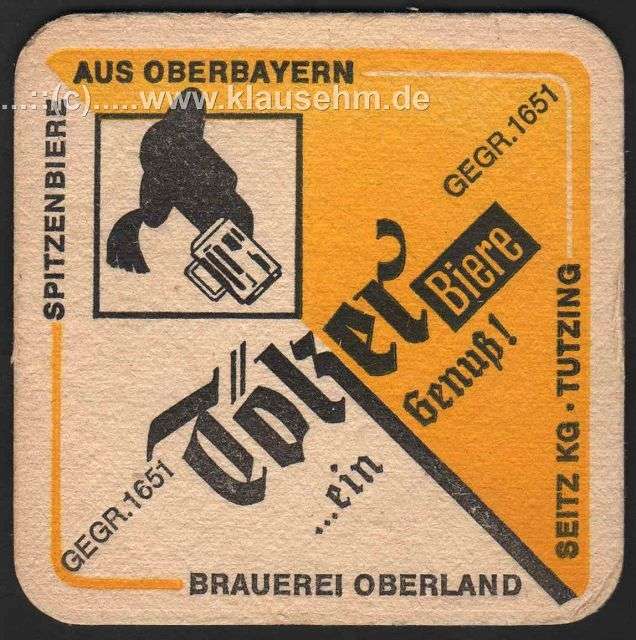 AUS OBERBAYERN
...::(c).....www.klausehm.de
SPITZENBIERE
GEGR.1651
Tölzer
Biere
...ein
Genuß!
GEGR.1651
SEITZ KG · TUTZING
BRAUEREI OBERLAND